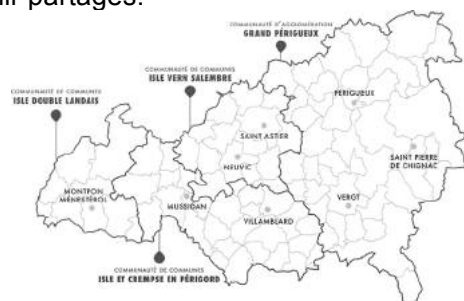 ir partagés.
COMMUNAUTÉ D'AGGLOMÉRATION
GRAND PÉRIGUEUX
COMMUNAUTÉ DE COMMUNES
ISLE VERN SALEMBRE
COMMUNAUTÉ DE COMMUNES
ISLE DOUBLE LANDAIS
PÉRIGUEUX
SAINT ASTIER
SAINT PIERRE
DE CHIGNAC
NEUVIC
MONTPON
MÉNESTÉROL
MUSSIDAN
VERGT
VILLAMBLARD
COMMUNAUTÉ DE COMMUNES
ISLE ET CREMPSE EN PÉRIGORD